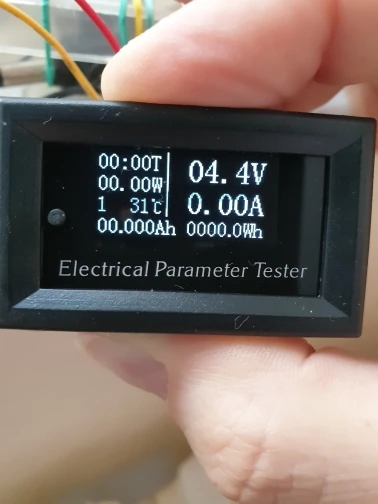 00:00T 04.4V
00.00W
1 31℃ 0.00A
00.000Ah 0000.0Wh
Electrical Parameter Tester